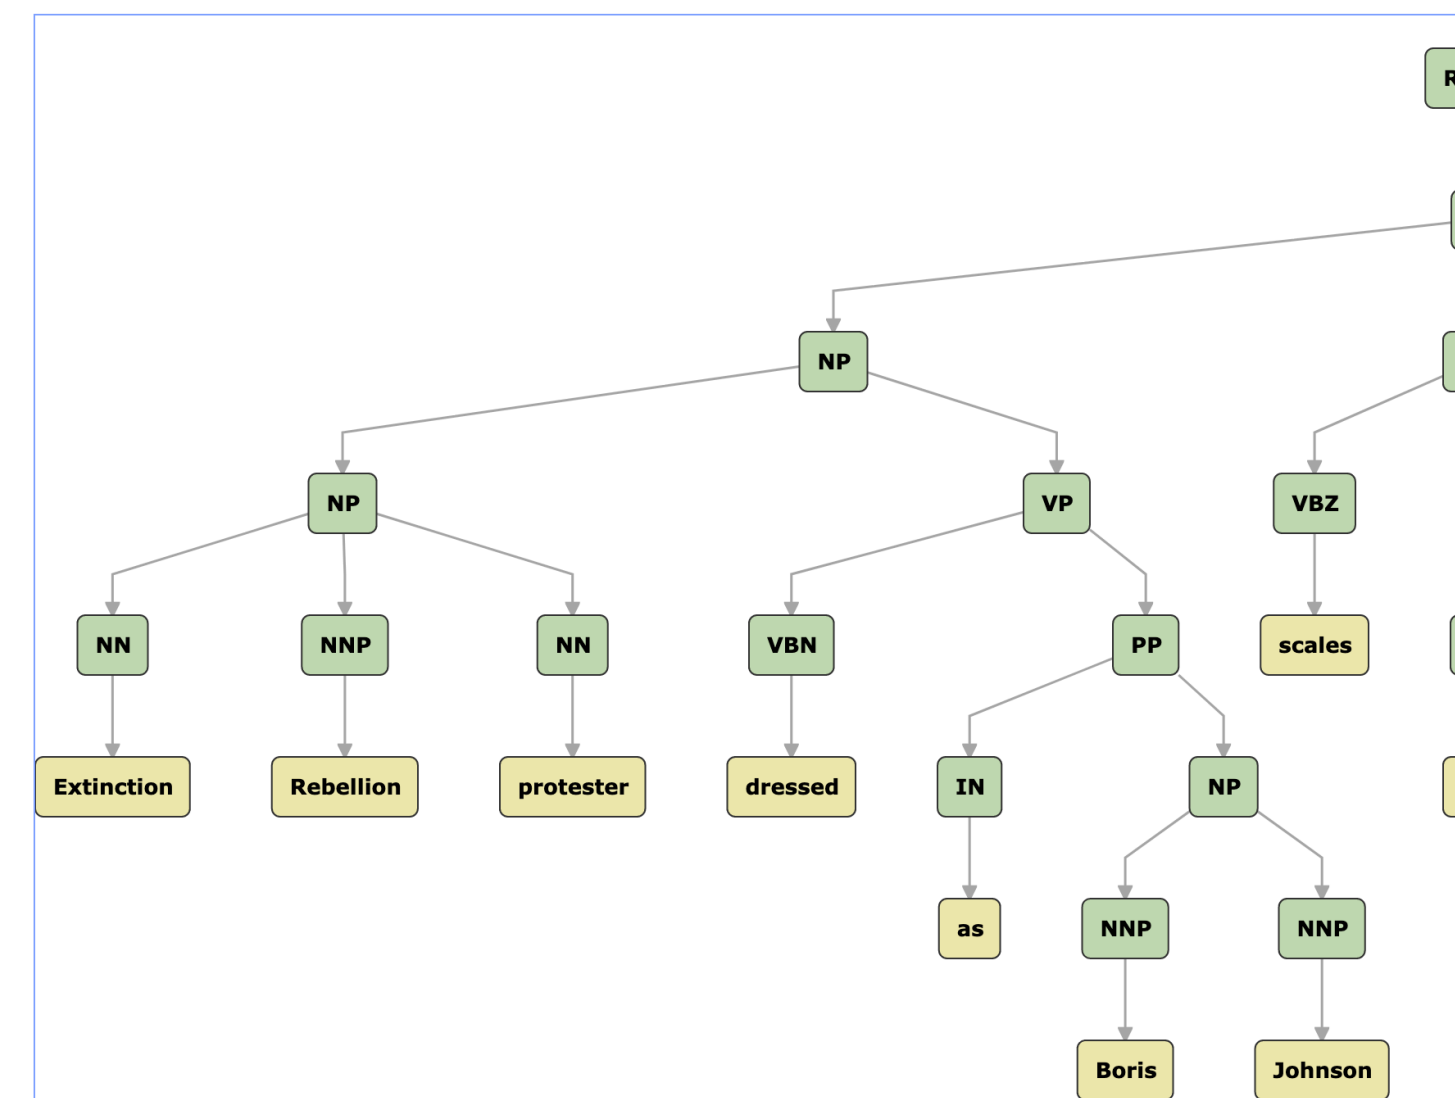 R
NP
NP VP VBZ
NN NNP NN VBN PP scales
Extinction Rebellion protester dressed IN NP
as NNP NNP
Boris Johnson